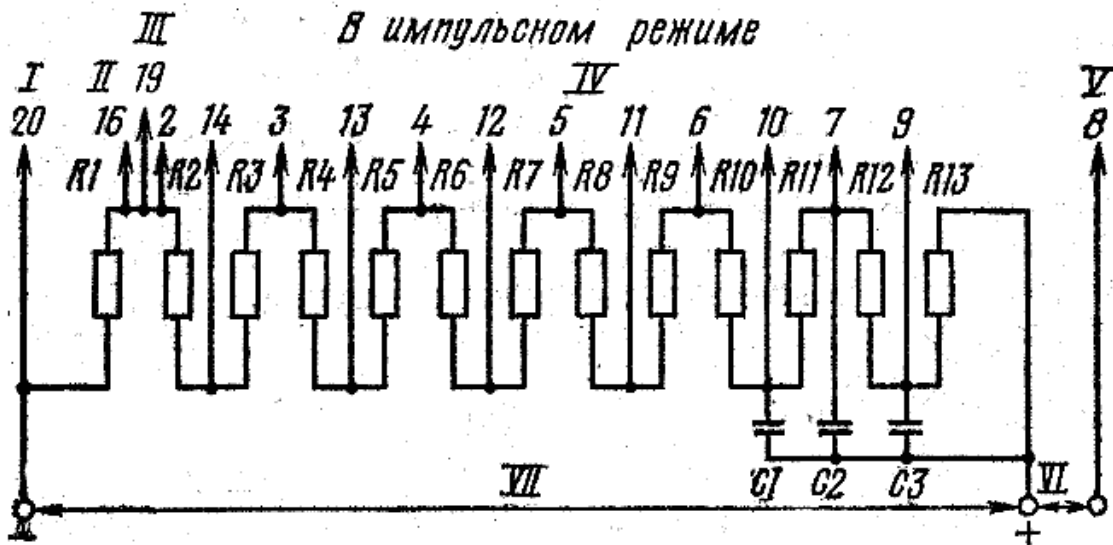 В импульсном режиме
III
I II 19 IV V
20 16 2 14 3 13 4 12 5 11 6 10 7 9 8
R1 R2 R3 R4 R5 R6 R7 R8 R9 R10 R11 R12 R13
VII C1 C2 C3 VI
+